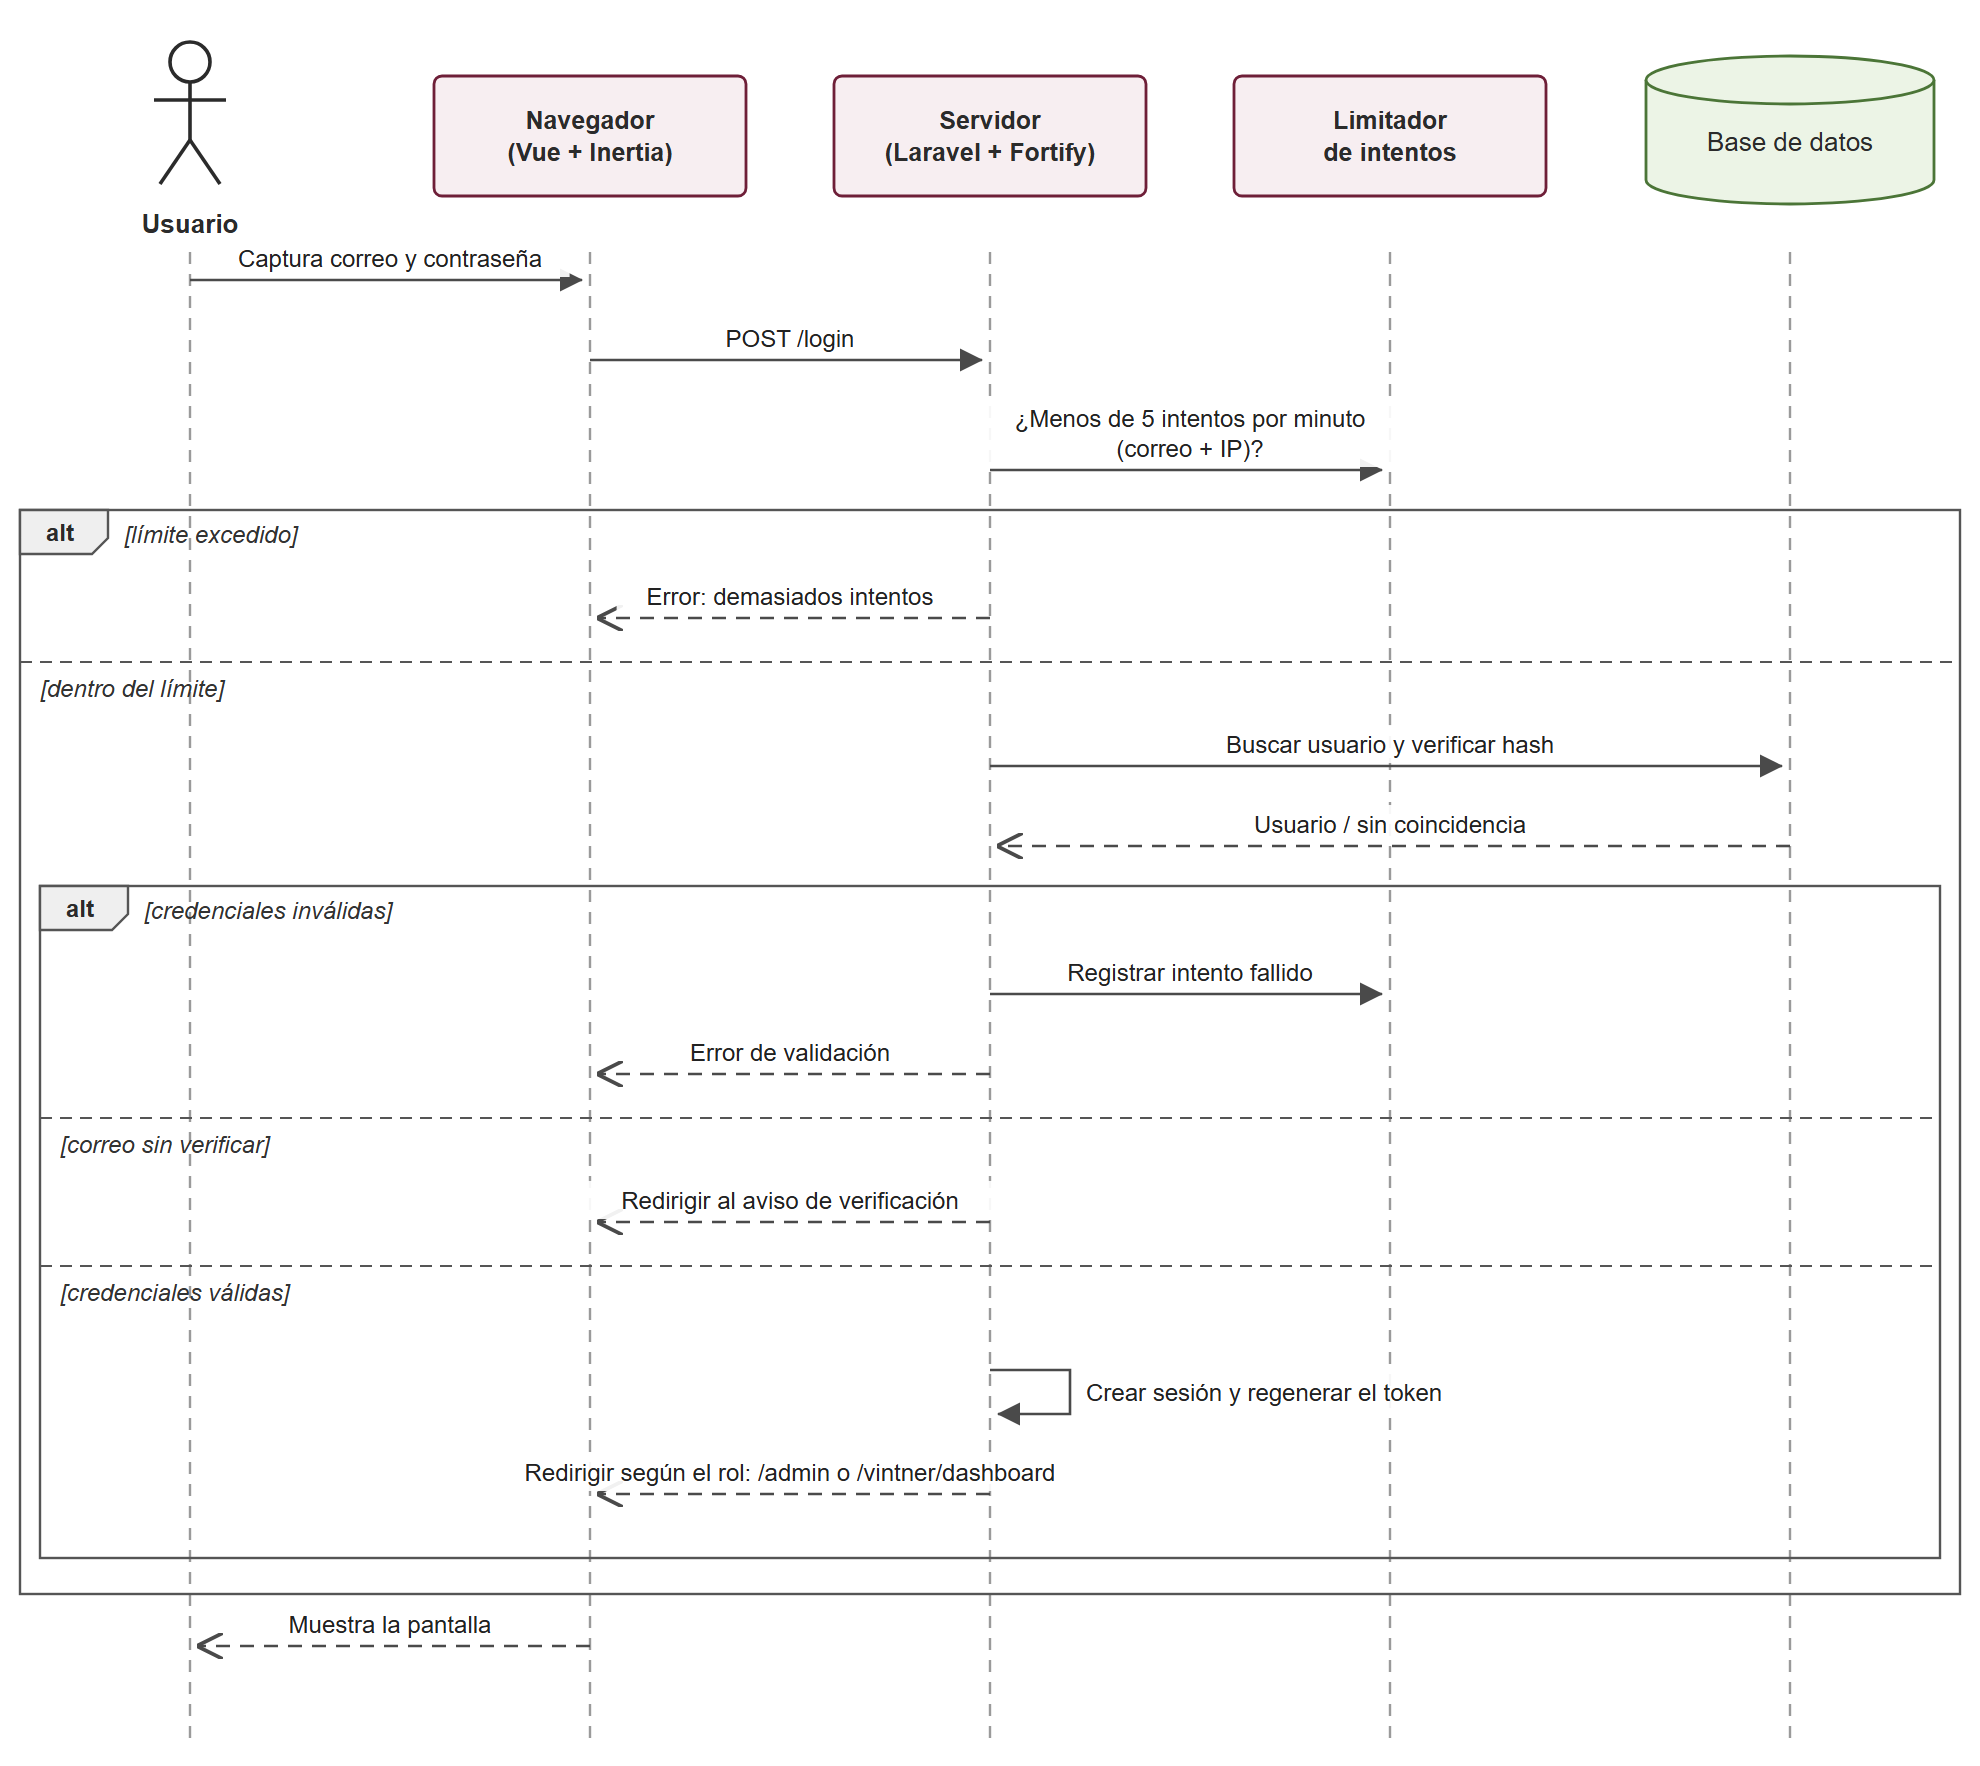 Usuario
Navegador
(Vue + Inertia)
Servidor
(Laravel + Fortify)
Limitador
de intentos
Base de datos
Captura correo y contraseña
POST /login
¿Menos de 5 intentos por minuto
(correo + IP)?
alt [límite excedido]
Error: demasiados intentos
[dentro del límite]
Buscar usuario y verificar hash
Usuario / sin coincidencia
alt [credenciales inválidas]
Registrar intento fallido
Error de validación
[correo sin verificar]
Redirigir al aviso de verificación
[credenciales válidas]
Crear sesión y regenerar el token
Redirigir según el rol: /admin o /vintner/dashboard
Muestra la pantalla